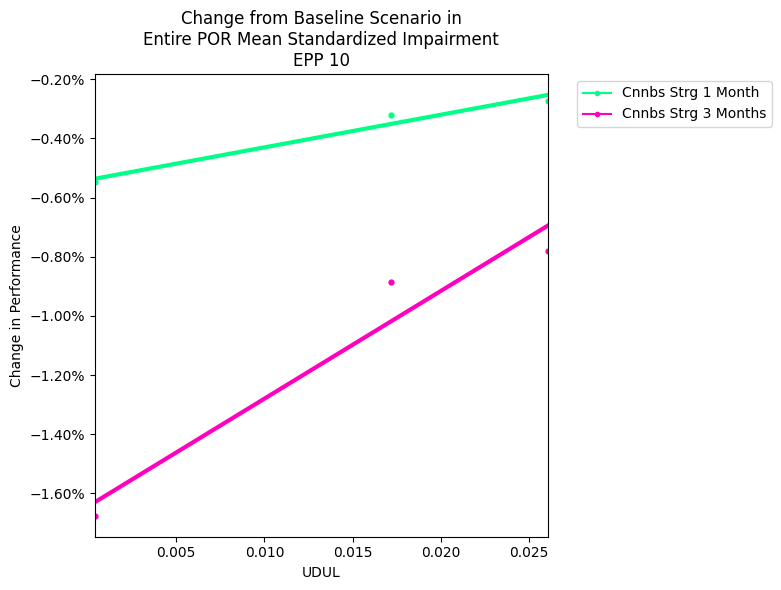 Change from Baseline Scenario in
Entire POR Mean Standardized Impairment
EPP 10
−0.20%
−0.40%
−0.60%
−0.80%
−1.00%
−1.20%
−1.40%
−1.60%
Change in Performance
0.005
0.010
0.015
0.020
0.025
UDUL
Cnnbs Strg 1 Month
Cnnbs Strg 3 Months